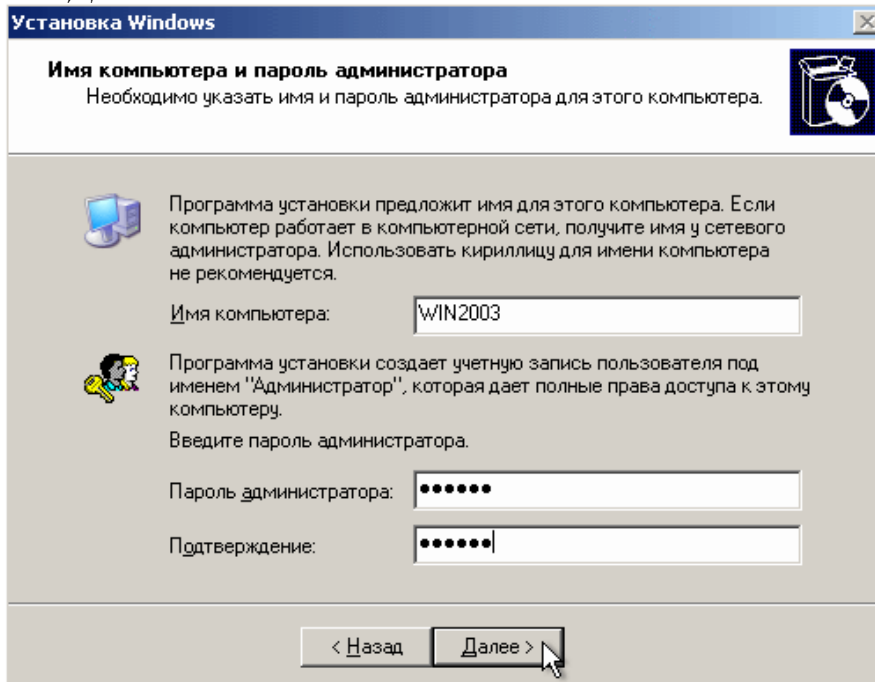 Установка Windows
Имя компьютера и пароль администратора
Необходимо указать имя и пароль администратора для этого компьютера.
Программа установки предложит имя для этого компьютера. Если
компьютер работает в компьютерной сети, получите имя у сетевого
администратора. Использовать кириллицу для имени компьютера
не рекомендуется.
Имя компьютера: WIN2003
Программа установки создает учетную запись пользователя под
именем "Администратор", которая дает полные права доступа к этому
компьютеру.
Введите пароль администратора.
Пароль администратора: ●●●●●●
Подтверждение: ●●●●●●
< Назад Далее >